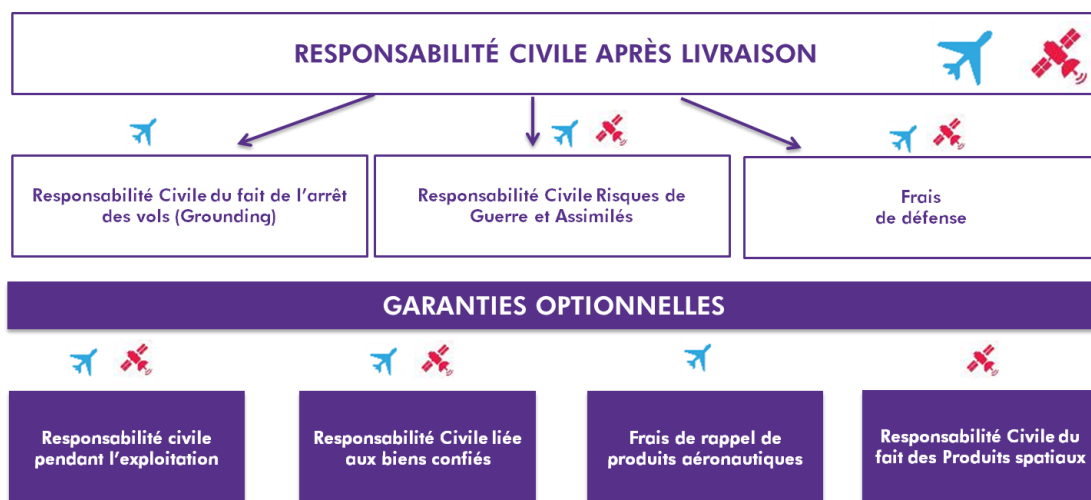 RESPONSABILITÉ CIVILE APRÈS LIVRAISON
Responsabilité Civile du fait de l'arrêt
des vols (Grounding)
Responsabilité Civile Risques de
Guerre et Assimilés
Frais
de défense
GARANTIES OPTIONNELLES
Responsabilité civile
pendant l'exploitation
Responsabilité Civile liée
aux biens confiés
Frais de rappel de
produits aéronautiques
Responsabilité Civile du
fait des Produits spatiaux